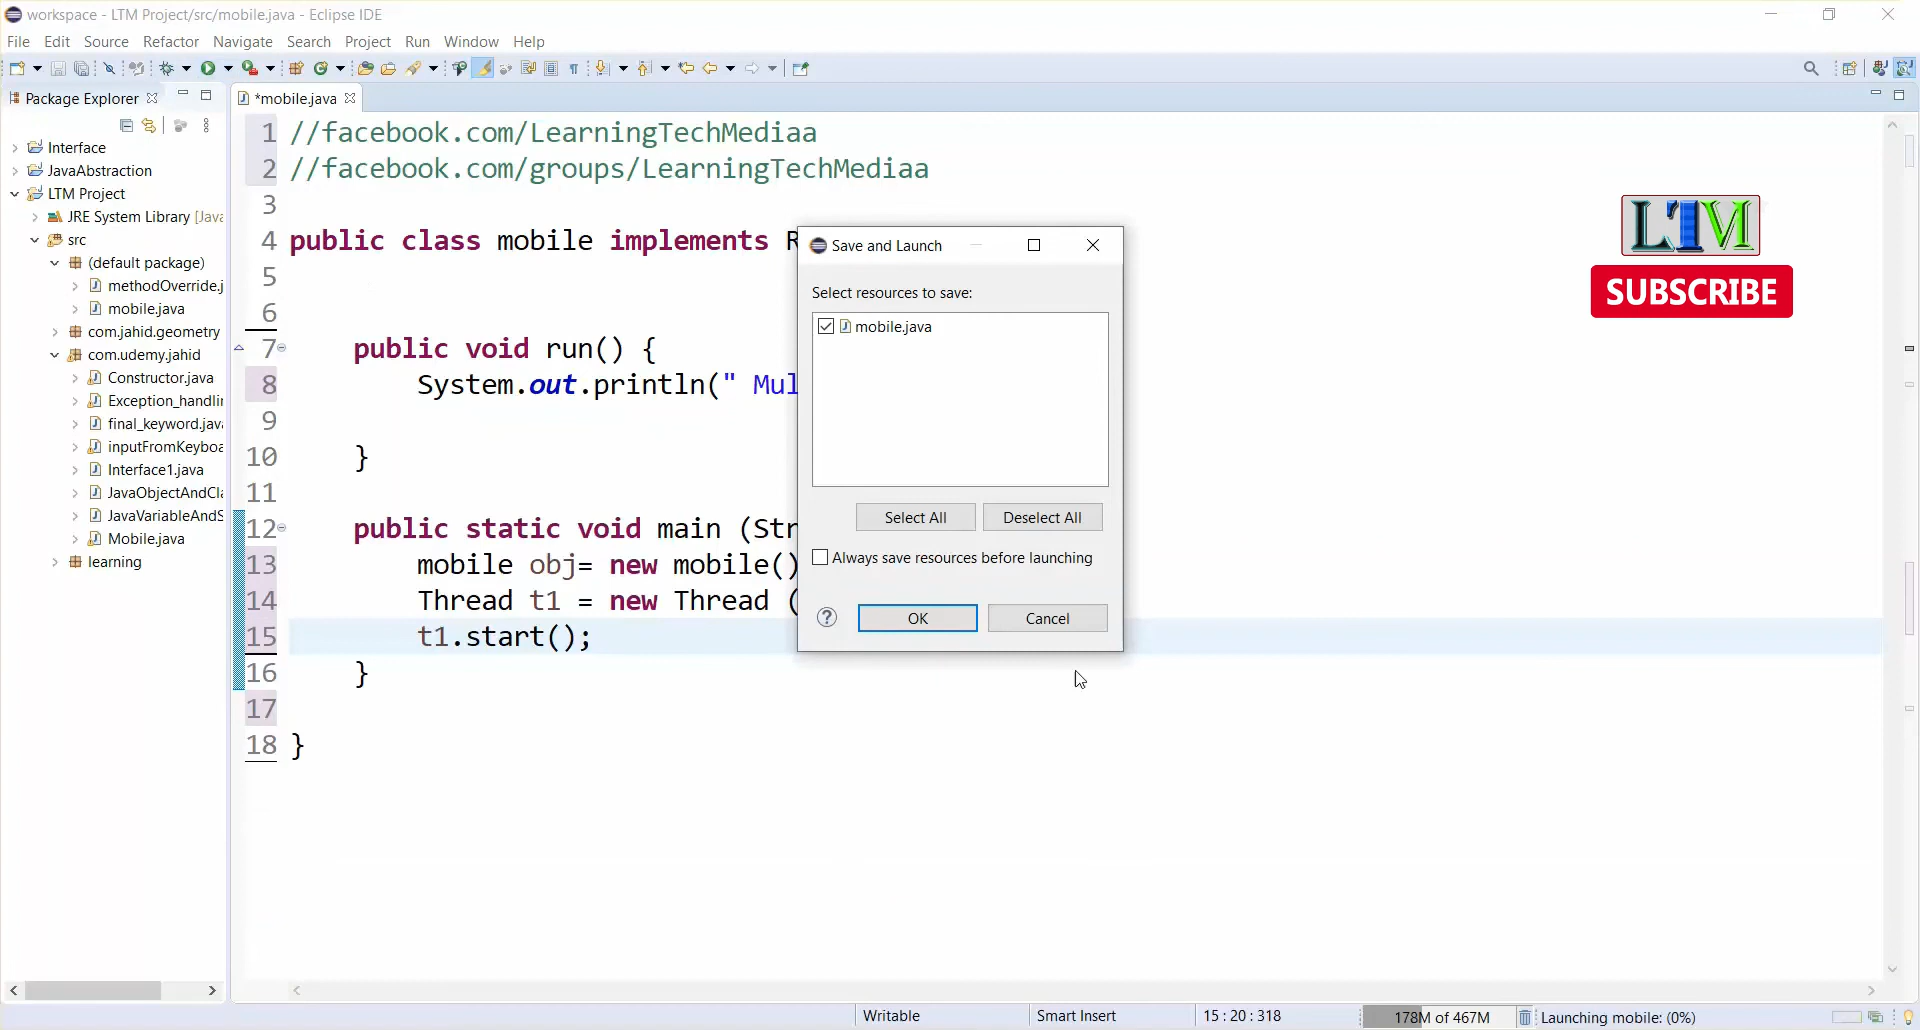 workspace - LTM Project/src/mobile.java - Eclipse IDE
File Edit Source Refactor Navigate Search Project Run Window Help
Package Explorer
*mobile.java
Interface
JavaAbstraction
LTM Project
JRE System Library [Java
src
(default package)
methodOverride.j
mobile.java
com.jahid.geometry
com.udemy.jahid
Constructor.java
Exception_handli
final_keyword.java
inputFromKeyboa
Interface1.java
JavaObjectAndCla
JavaVariableAndS
Mobile.java
learning
1 //facebook.com/LearningTechMediaa
2 //facebook.com/groups/LearningTechMediaa
3
4 public class mobile implements R
5
6
7 public void run() {
8 System.out.println(" Mul
9
10 }
11
12 public static void main (Str
13 mobile obj= new mobile()
14 Thread t1 = new Thread (
15 t1.start();
16 }
17
18 }
Save and Launch
Select resources to save:
mobile.java
Select All Deselect All
Always save resources before launching
OK Cancel
LTM
SUBSCRIBE
Writable Smart Insert 15 : 20 : 318 178M of 467M Launching mobile: (0%)